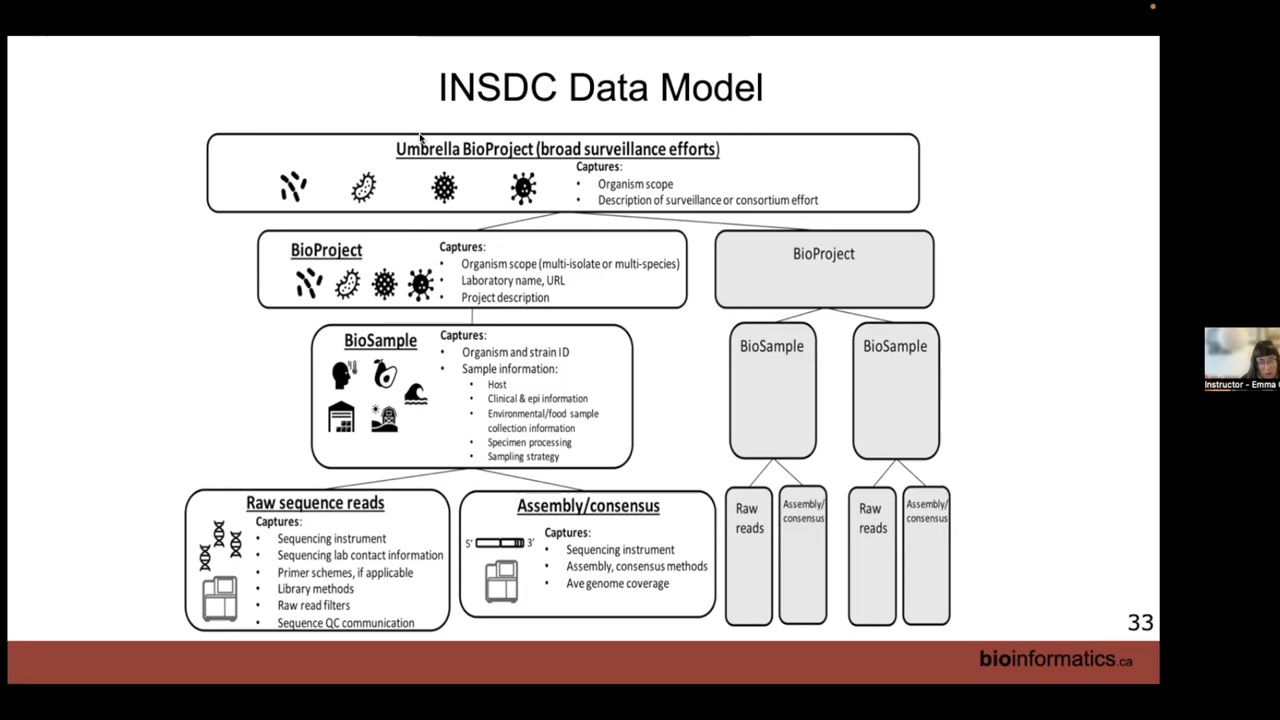 INSDC Data Model
Umbrella BioProject (broad surveillance efforts)
Captures:
• Organism scope
• Description of surveillance or consortium effort
BioProject
Captures:
• Organism scope (multi-isolate or multi-species)
• Laboratory name, URL
• Project description
BioProject
BioSample
Captures:
• Organism and strain ID
• Sample information:
• Host
• Clinical & epi information
• Environmental/food sample
collection information
• Specimen processing
• Sampling strategy
BioSample
BioSample
Raw sequence reads
Captures:
• Sequencing instrument
• Sequencing lab contact information
• Primer schemes, if applicable
• Library methods
• Raw read filters
• Sequence QC communication
Assembly/consensus
5' 3'
Captures:
• Sequencing instrument
• Assembly, consensus methods
• Ave genome coverage
Raw
reads
Assembly/
consensus
Raw
reads
Assembly/
consensus
33
bioinformatics.ca
Instructor - Emma